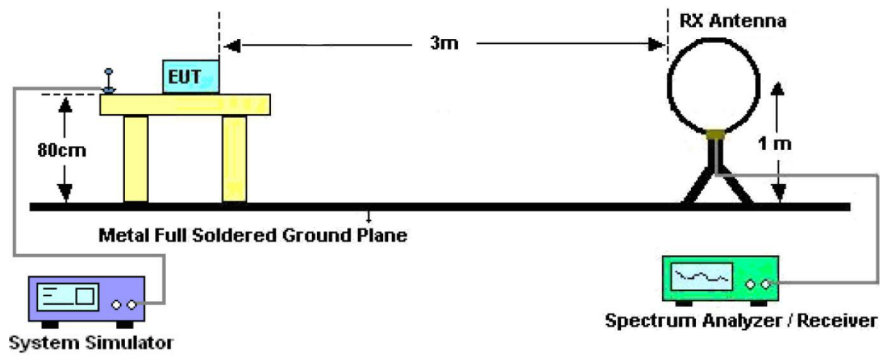 RX Antenna
3m
EUT
80cm
1 m
Metal Full Soldered Ground Plane
System Simulator
Spectrum Analyzer / Receiver